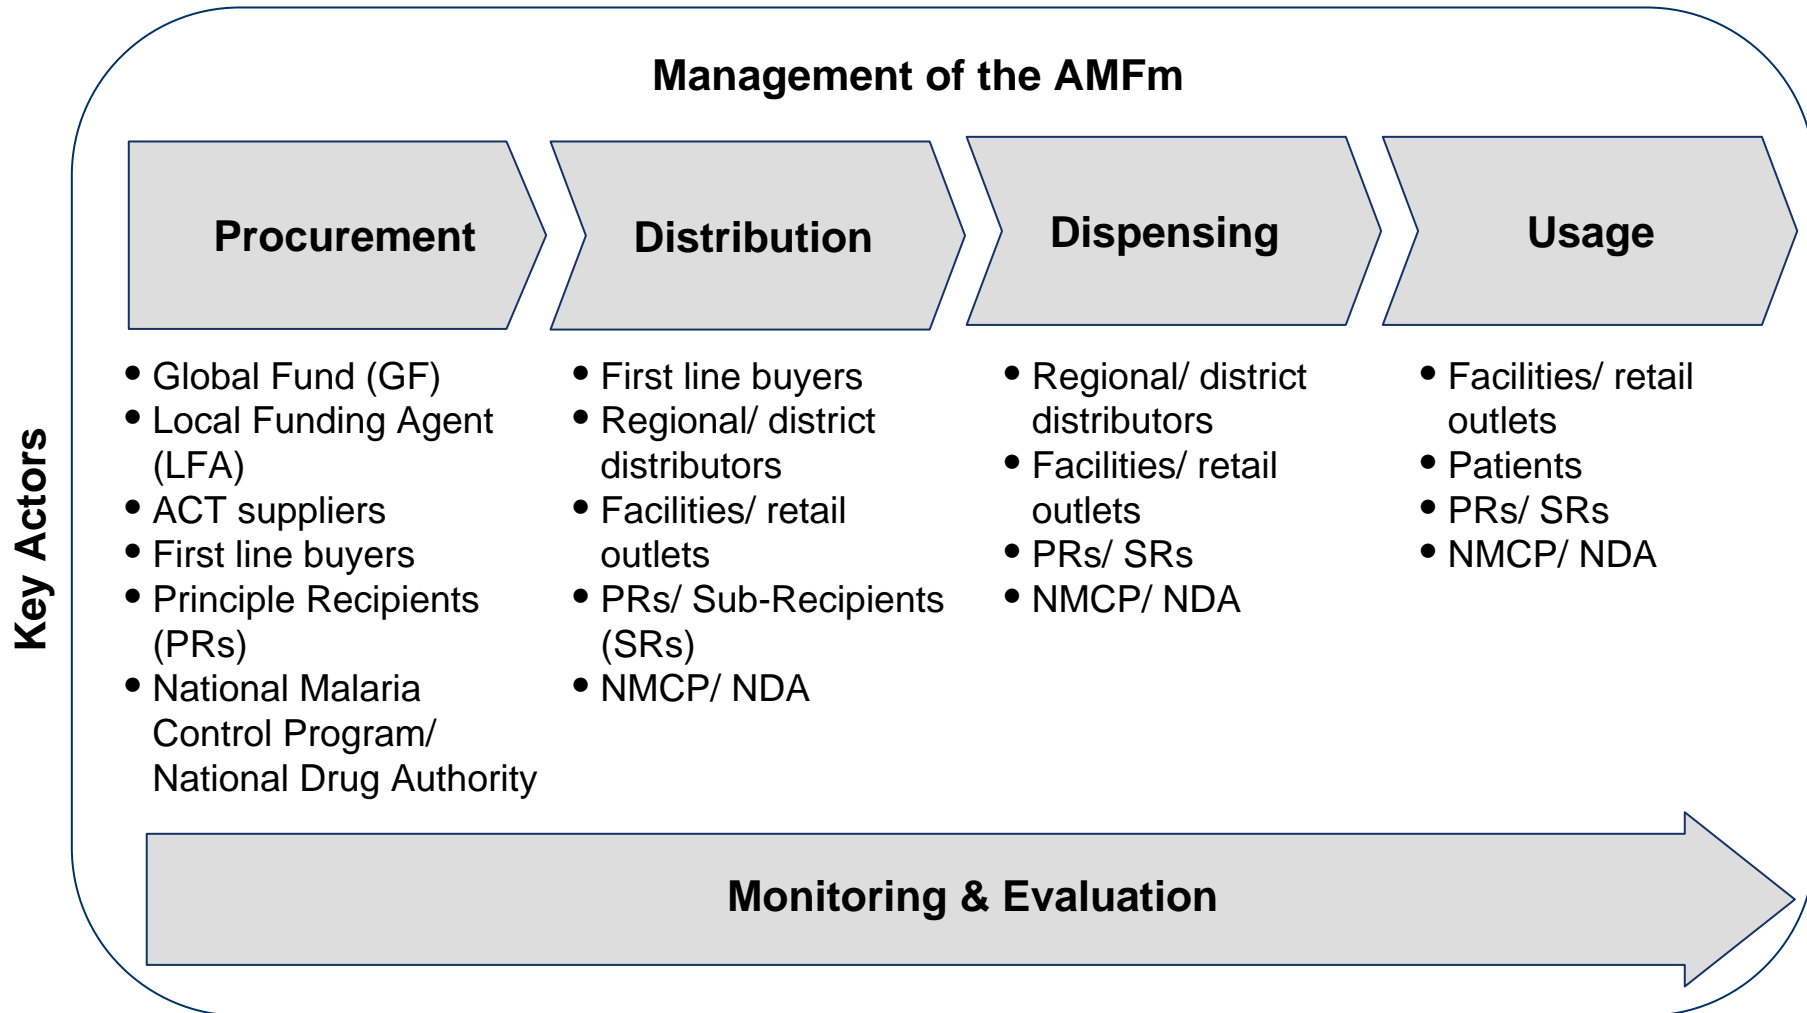 Management of the AMFm
Procurement
Distribution
Dispensing
Usage
Key Actors
• Global Fund (GF)
• Local Funding Agent
(LFA)
• ACT suppliers
• First line buyers
• Principle Recipients
(PRs)
• National Malaria
Control Program/
National Drug Authority
• First line buyers
• Regional/ district
distributors
• Facilities/ retail
outlets
• PRs/ Sub-Recipients
(SRs)
• NMCP/ NDA
• Regional/ district
distributors
• Facilities/ retail
outlets
• PRs/ SRs
• NMCP/ NDA
• Facilities/ retail
outlets
• Patients
• PRs/ SRs
• NMCP/ NDA
Monitoring & Evaluation